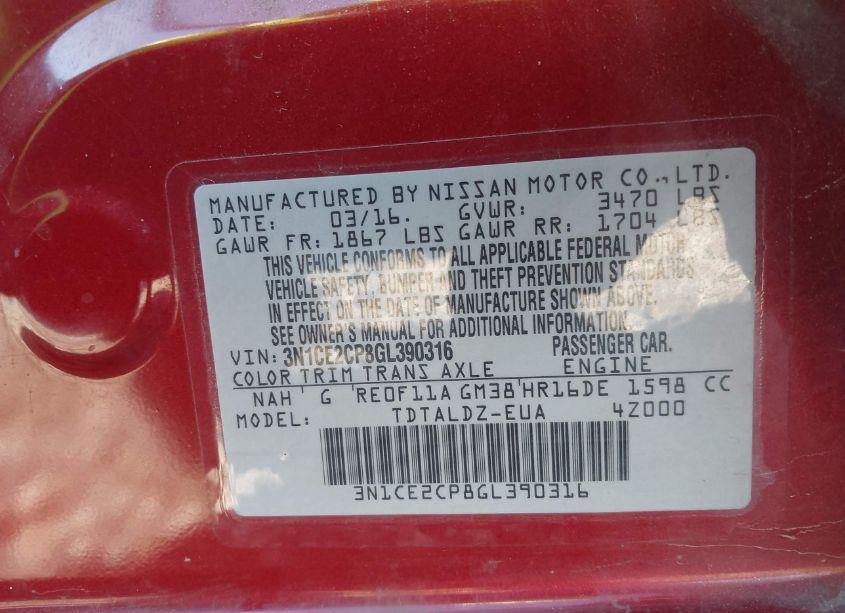 MANUFACTURED BY NISSAN MOTOR CO., LTD.
DATE: 03/16. GVWR: 3470 LBS
GAWR FR: 1867 LBS GAWR RR: 1704 LBS
THIS VEHICLE CONFORMS TO ALL APPLICABLE FEDERAL MOTOR
VEHICLE SAFETY, BUMPER AND THEFT PREVENTION STANDARDS
IN EFFECT ON THE DATE OF MANUFACTURE SHOWN ABOVE.
SEE OWNER'S MANUAL FOR ADDITIONAL INFORMATION
VIN: 3N1CE2CP8GL390316 PASSENGER CAR.
COLOR TRIM TRANS AXLE ENGINE
NAH G RE0F11A GM38 HR16DE 1598 CC
MODEL: TDTALDZ-EUA 4Z000
3N1CE2CP8GL390316